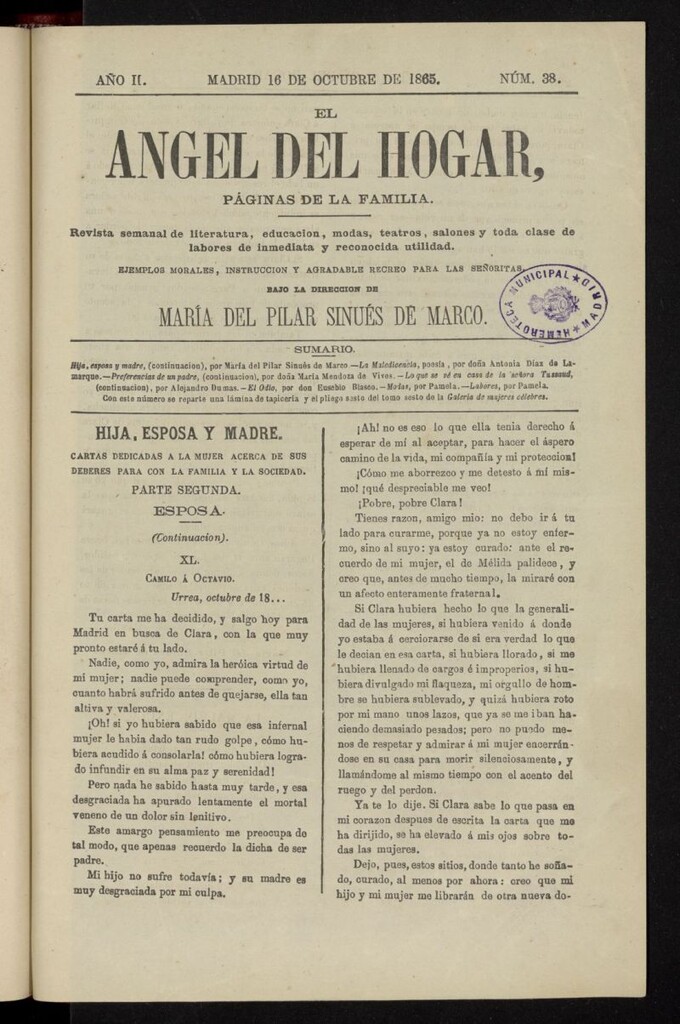 AÑO II. MADRID 16 DE OCTUBRE DE 1865. NÚM. 38.
EL
ANGEL DEL HOGAR,
PÁGINAS DE LA FAMILIA.
Revista semanal de literatura, educacion, modas, teatros, salones y toda clase de
labores de inmediata y reconocida utilidad.
EJEMPLOS MORALES, INSTRUCCION Y AGRADABLE RECREO PARA LAS SEÑORITAS.
BAJO LA DIRECCION DE
MARÍA DEL PILAR SINUÉS DE MARCO.
HEMEROTECA MUNICIPAL ★ MADRID ★
SUMARIO.
Hija, esposa y madre, (continuacion), por María del Pilar Sinués de Marco —La Maledicencia, poesía, por doña Antonia Diaz de La-
marque.—Preferencias de un padre, (continuacion), por doña María Mendoza de Vives.—Lo que se vé en casa de la señora Tussaud,
(continuacion), por Alejandro Dumas.—El Odio, por don Eusebio Blasco.—Modas, por Pamela.—Labores, por Pamela.
Con este número se reparte una lámina de tapicería y el pliego sesto del tomo sesto de la Galería de mujeres célebres.
HIJA, ESPOSA Y MADRE.
CARTAS DEDICADAS A LA MUJER ACERCA DE SUS
DEBERES PARA CON LA FAMILIA Y LA SOCIEDAD.
PARTE SEGUNDA.
ESPOSA.
(Continuacion).
XL.
CAMILO Á OCTAVIO.
Urrea, octubre de 18...
Tu carta me ha decidido, y salgo hoy para
Madrid en busca de Clara, con la que muy
pronto estaré á tu lado.
Nadie, como yo, admira la heróica virtud de
mi mujer; nadie puede comprender, como yo,
cuanto habrá sufrido antes de quejarse, ella tan
altiva y valerosa.
¡Oh! si yo hubiera sabido que esa infernal
mujer le habia dado tan rudo golpe, cómo hu-
biera acudido á consolarla! cómo hubiera logra-
do infundir en su alma paz y serenidad!
Pero nada he sabido hasta muy tarde, y esa
desgraciada ha apurado lentamente el mortal
veneno de un dolor sin lenitivo.
Este amargo pensamiento me preocupa de
tal modo, que apenas recuerdo la dicha de ser
padre.
Mi hijo no sufre todavía; y su madre es
muy desgraciada por mi culpa.
¡Ah! no es eso lo que ella tenia derecho á
esperar de mí al aceptar, para hacer el áspero
camino de la vida, mi compañía y mi proteccion!
¡Cómo me aborrezco y me detesto á mí mis-
mo! ¡qué despreciable me veo!
¡Pobre, pobre Clara!
Tienes razon, amigo mio: no debo ir á tu
lado para curarme, porque ya no estoy enfer-
mo, sino al suyo: ya estoy curado: ante el re-
cuerdo de mi mujer, el de Mélida palidece, y
creo que, antes de mucho tiempo, la miraré con
un afecto enteramente fraternal.
Si Clara hubiera hecho lo que la generali-
dad de las mujeres, si hubiera venido á donde
yo estaba á cerciorarse de si era verdad lo que
le decian en esa carta, si hubiera llorado, si me
hubiera llenado de cargos é improperios, si hu-
biera divulgado mi flaqueza, mi orgullo de hom-
bre se hubiera sublevado, y quizá hubiera roto
por mi mano unos lazos, que ya se me iban ha-
ciendo demasiado pesados; pero no puedo me-
nos de respetar y admirar á mi mujer encerrán-
dose en su casa para morir silenciosamente, y
llamándome al mismo tiempo con el acento del
ruego y del perdon.
Ya te lo dije. Si Clara sabe lo que pasa en
mi corazon despues de escrita la carta que me
ha dirijido, se ha elevado á mis ojos sobre to-
das las mujeres.
Dejo, pues, estos sitios, donde tanto he soña-
do, curado, al menos por ahora: creo que mi
hijo y mi mujer me librarán de otra nueva do-